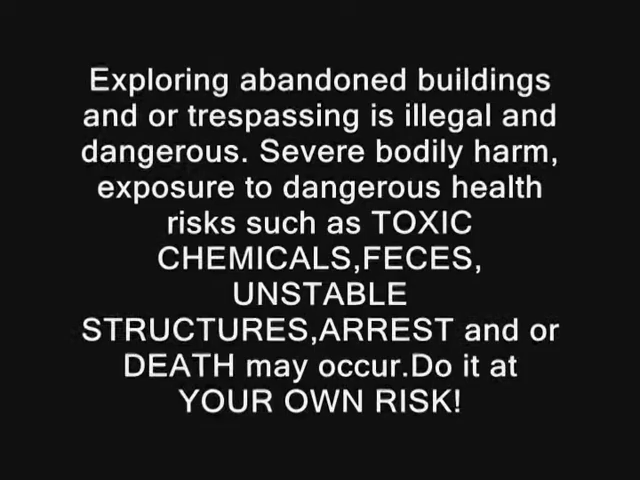 Exploring abandoned buildings
and or trespassing is illegal and
dangerous. Severe bodily harm,
exposure to dangerous health
risks such as TOXIC
CHEMICALS,FECES,
UNSTABLE
STRUCTURES,ARREST and or
DEATH may occur.Do it at
YOUR OWN RISK!